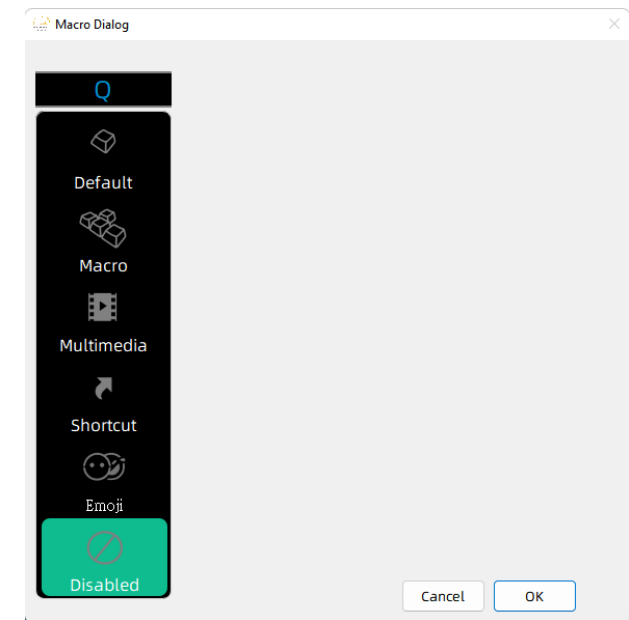 Macro Dialog
Q
Default
Macro
Multimedia
Shortcut
Emoji
Disabled
Cancel OK